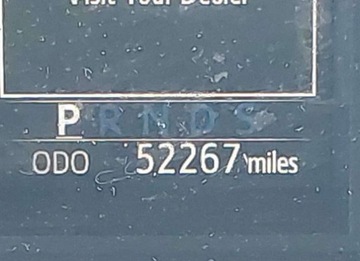 Visit Your Dealer
P R N D S
ODO 52267 miles